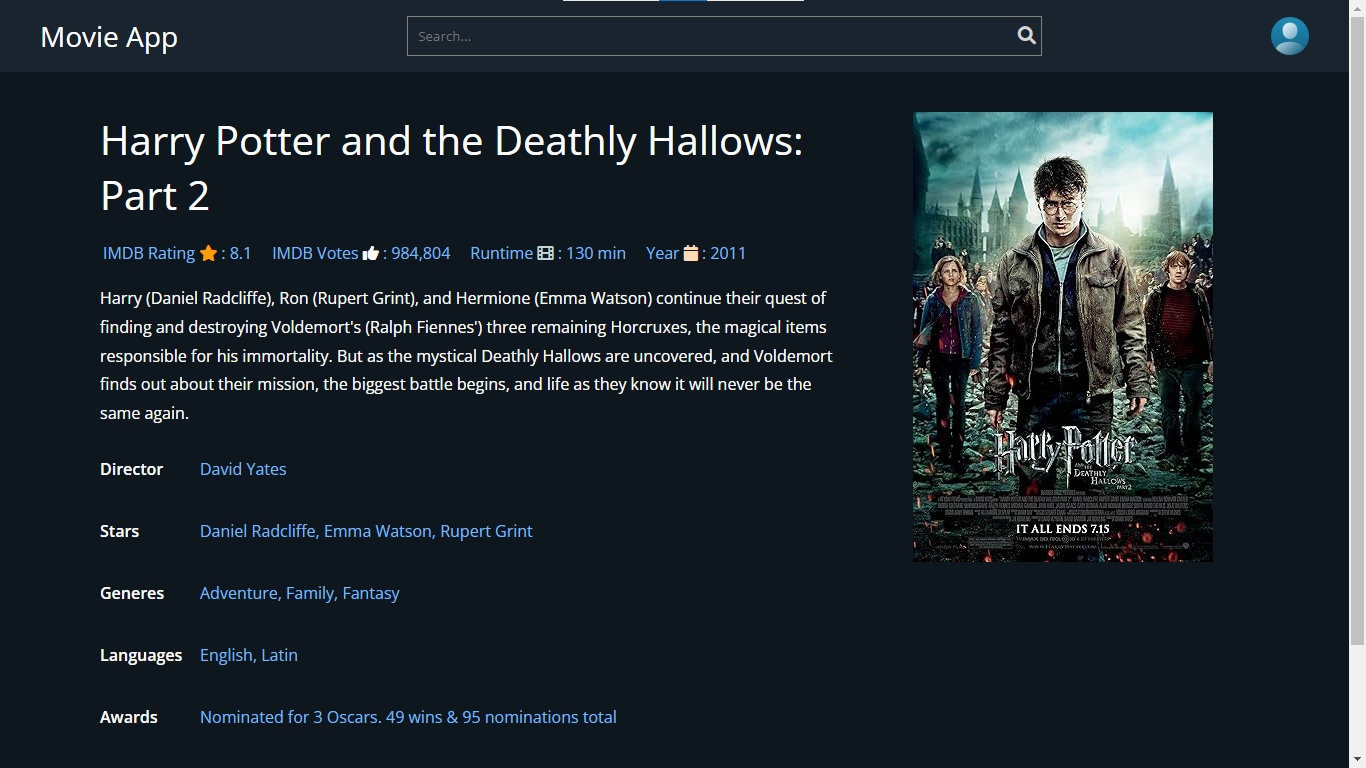 Movie App
Search...
Harry Potter and the Deathly Hallows:
Part 2
IMDB Rating : 8.1 IMDB Votes : 984,804 Runtime : 130 min Year : 2011
Harry (Daniel Radcliffe), Ron (Rupert Grint), and Hermione (Emma Watson) continue their quest of
finding and destroying Voldemort's (Ralph Fiennes') three remaining Horcruxes, the magical items
responsible for his immortality. But as the mystical Deathly Hallows are uncovered, and Voldemort
finds out about their mission, the biggest battle begins, and life as they know it will never be the
same again.
Director David Yates
Stars Daniel Radcliffe, Emma Watson, Rupert Grint
Generes Adventure, Family, Fantasy
Languages English, Latin
Awards Nominated for 3 Oscars. 49 wins & 95 nominations total
Harry Potter
AND THE
DEATHLY
HALLOWS
PART 2
IT ALL ENDS 7.15